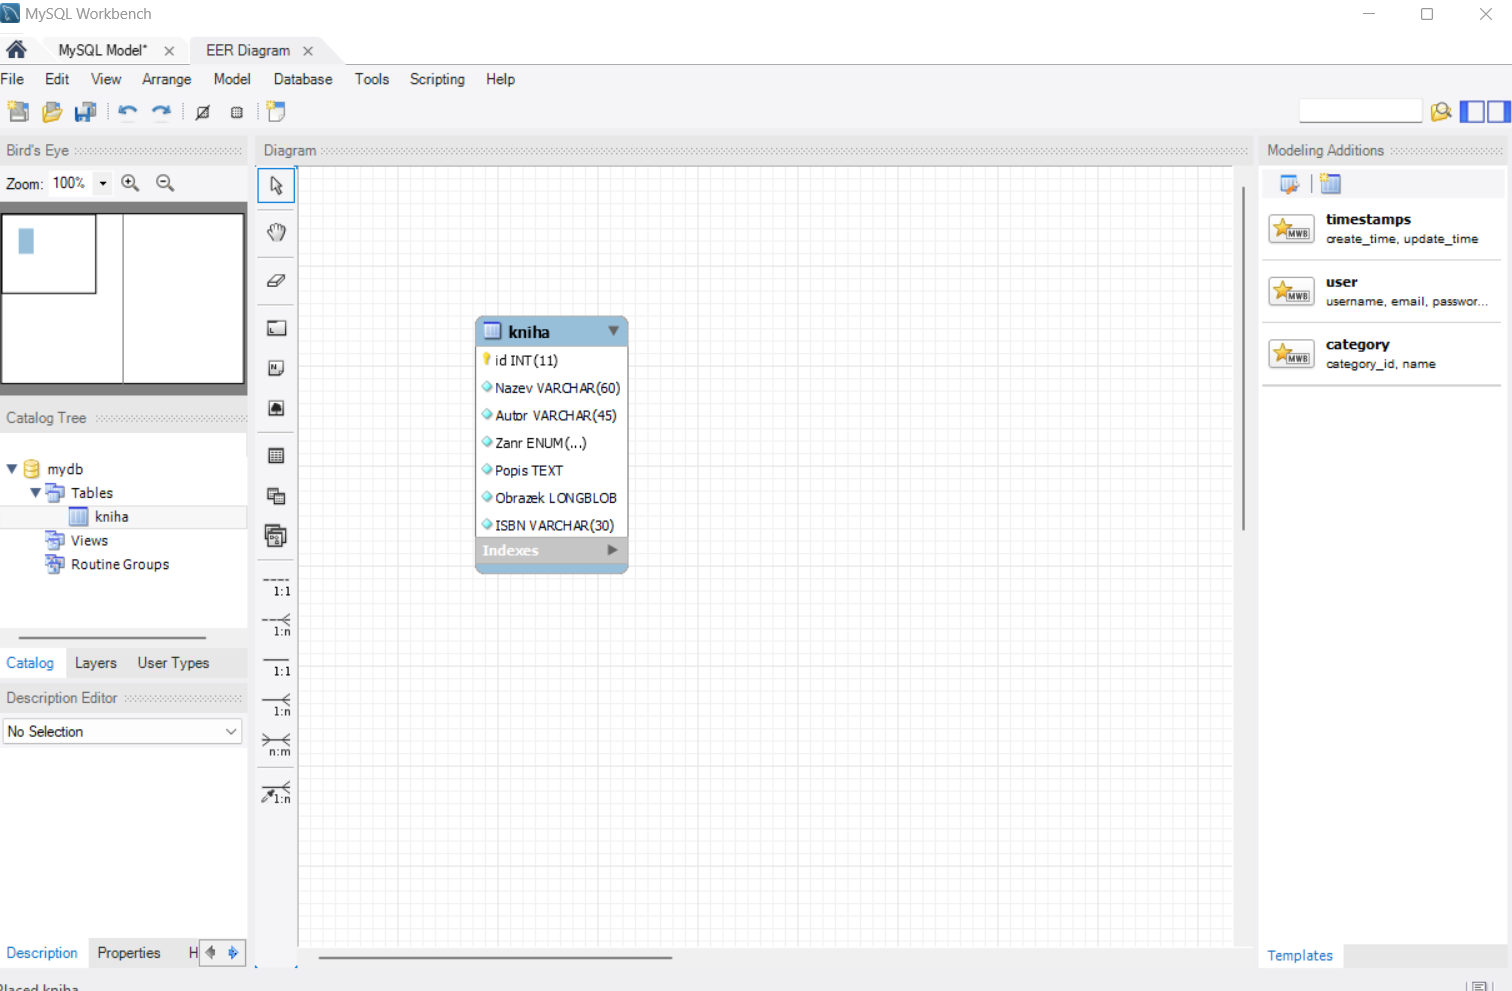 MySQL Workbench
MySQL Model* EER Diagram
File Edit View Arrange Model Database Tools Scripting Help
Bird's Eye
Zoom: 100%
Catalog Tree
mydb
Tables
kniha
Views
Routine Groups
Catalog Layers User Types
Description Editor
No Selection
Description Properties H
Placed kniha
Diagram
1:1
1:n
1:1
1:n
n:m
1:n
kniha
id INT(11)
Nazev VARCHAR(60)
Autor VARCHAR(45)
Zanr ENUM(...)
Popis TEXT
Obrazek LONGBLOB
ISBN VARCHAR(30)
Indexes
Modeling Additions
MWB
timestamps
create_time, update_time
MWB
user
username, email, passwor...
MWB
category
category_id, name
Templates